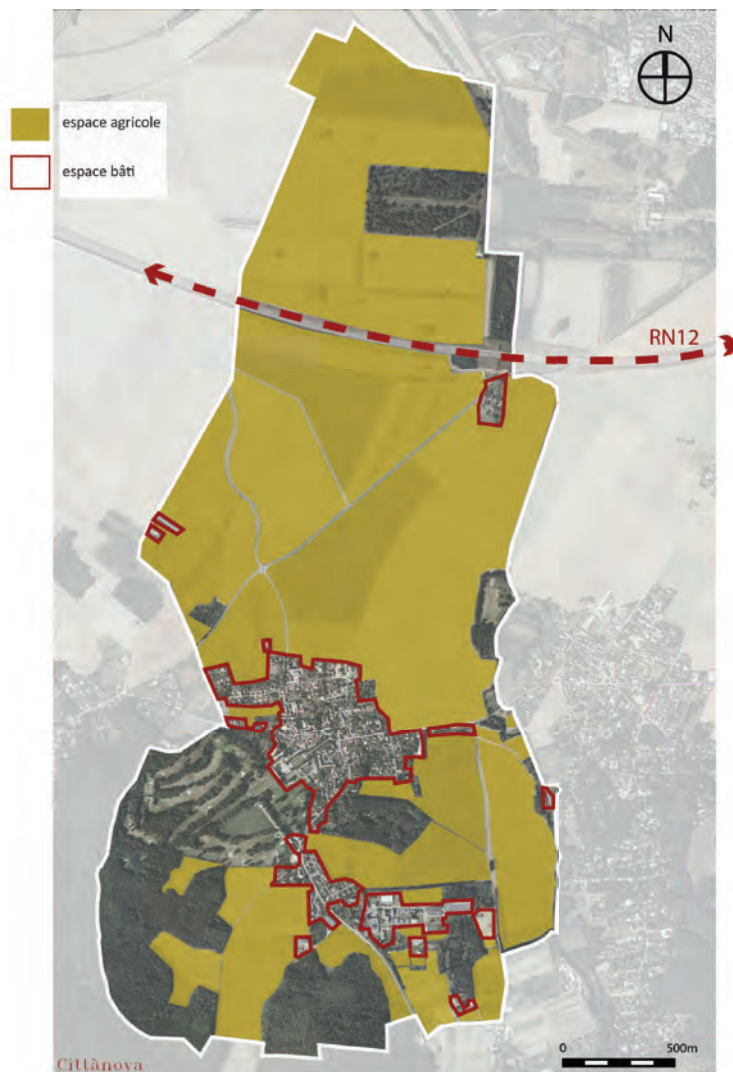 N
espace agricole
espace bâti
RN12
0 500m
Cittànova